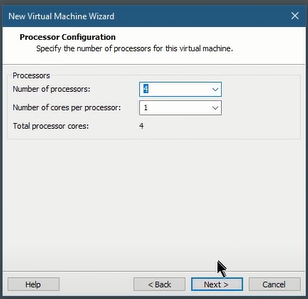 New Virtual Machine Wizard
Processor Configuration
Specify the number of processors for this virtual machine.
Processors
Number of processors: 4
Number of cores per processor: 1
Total processor cores: 4
Help < Back Next > Cancel